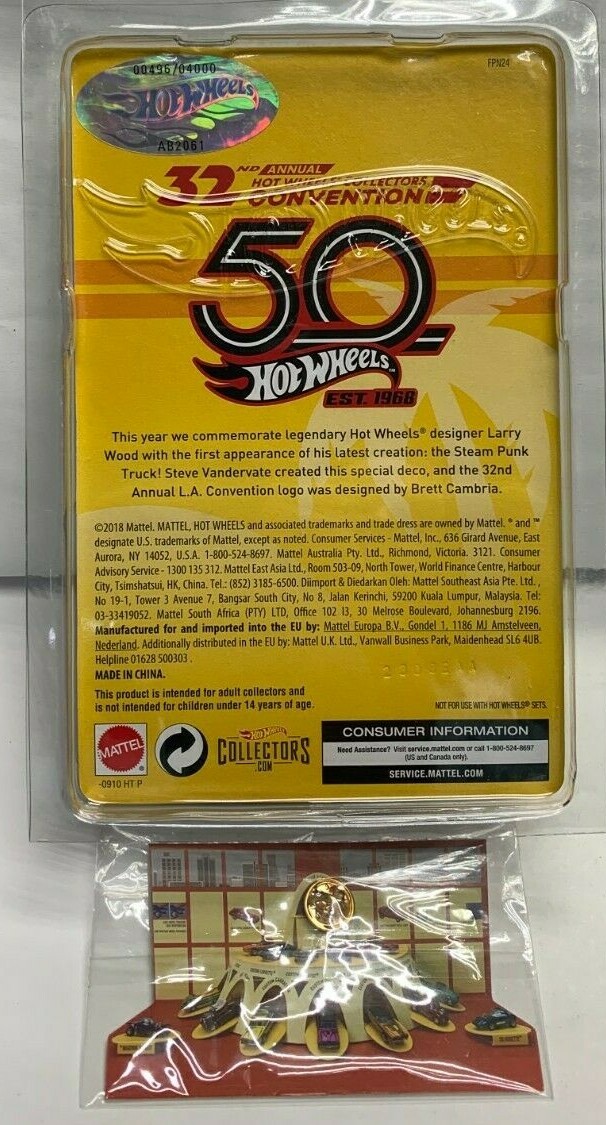 00496/04000
HOT WHEELS
AB2061
FPN24
32ND ANNUAL
HOT WHEELS COLLECTORS
CONVENTION
50
HOT WHEELS™
EST. 1968
This year we commemorate legendary Hot Wheels® designer Larry
Wood with the first appearance of his latest creation: the Steam Punk
Truck! Steve Vandervate created this special deco, and the 32nd
Annual L.A. Convention logo was designed by Brett Cambria.
©2018 Mattel. MATTEL, HOT WHEELS and associated trademarks and trade dress are owned by Mattel. ® and ™
designate U.S. trademarks of Mattel, except as noted. Consumer Services - Mattel, Inc., 636 Girard Avenue, East
Aurora, NY 14052, U.S.A. 1-800-524-8697. Mattel Australia Pty. Ltd., Richmond, Victoria. 3121. Consumer
Advisory Service - 1300 135 312. Mattel East Asia Ltd., Room 503-09, North Tower, World Finance Centre, Harbour
City, Tsimshatsui, HK, China. Tel.: (852) 3185-6500. Diimport & Diedarkan Oleh: Mattel Southeast Asia Pte. Ltd.,
No 19-1, Tower 3 Avenue 7, Bangsar South City, No 8, Jalan Kerinchi, 59200 Kuala Lumpur, Malaysia. Tel:
03-33419052. Mattel South Africa (PTY) LTD, Office 102 I3, 30 Melrose Boulevard, Johannesburg 2196.
Manufactured for and imported into the EU by: Mattel Europa B.V., Gondel 1, 1186 MJ Amstelveen,
Nederland. Additionally distributed in the EU by: Mattel U.K. Ltd., Vanwall Business Park, Maidenhead SL6 4UB.
Helpline 01628 500303.
MADE IN CHINA.
This product is intended for adult collectors and
is not intended for children under 14 years of age.
NOT FOR USE WITH HOT WHEELS® SETS.
MATTEL®
-0910 HT P
HOT WHEELS
COLLECTORS
.COM
CONSUMER INFORMATION
Need Assistance? Visit service.mattel.com or call 1-800-524-8697
(US and Canada only).
SERVICE.MATTEL.COM